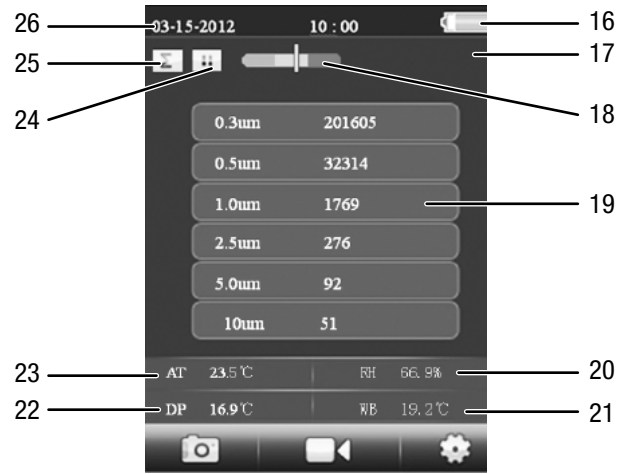 26 03-15-2012 10:00 16
25 Σ 17
24 18
0.3um 201605
0.5um 32314
1.0um 1769 19
2.5um 276
5.0um 92
10um 51
23 AT 23.5℃ RH 66.9% 20
22 DP 16.9℃ WB 19.2℃ 21